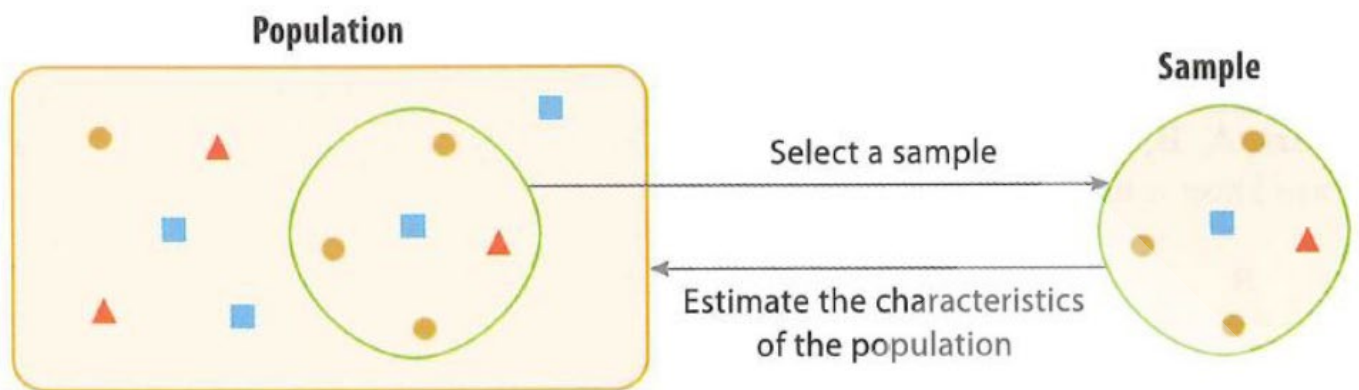 Population
Sample
Select a sample
Estimate the characteristics
of the population